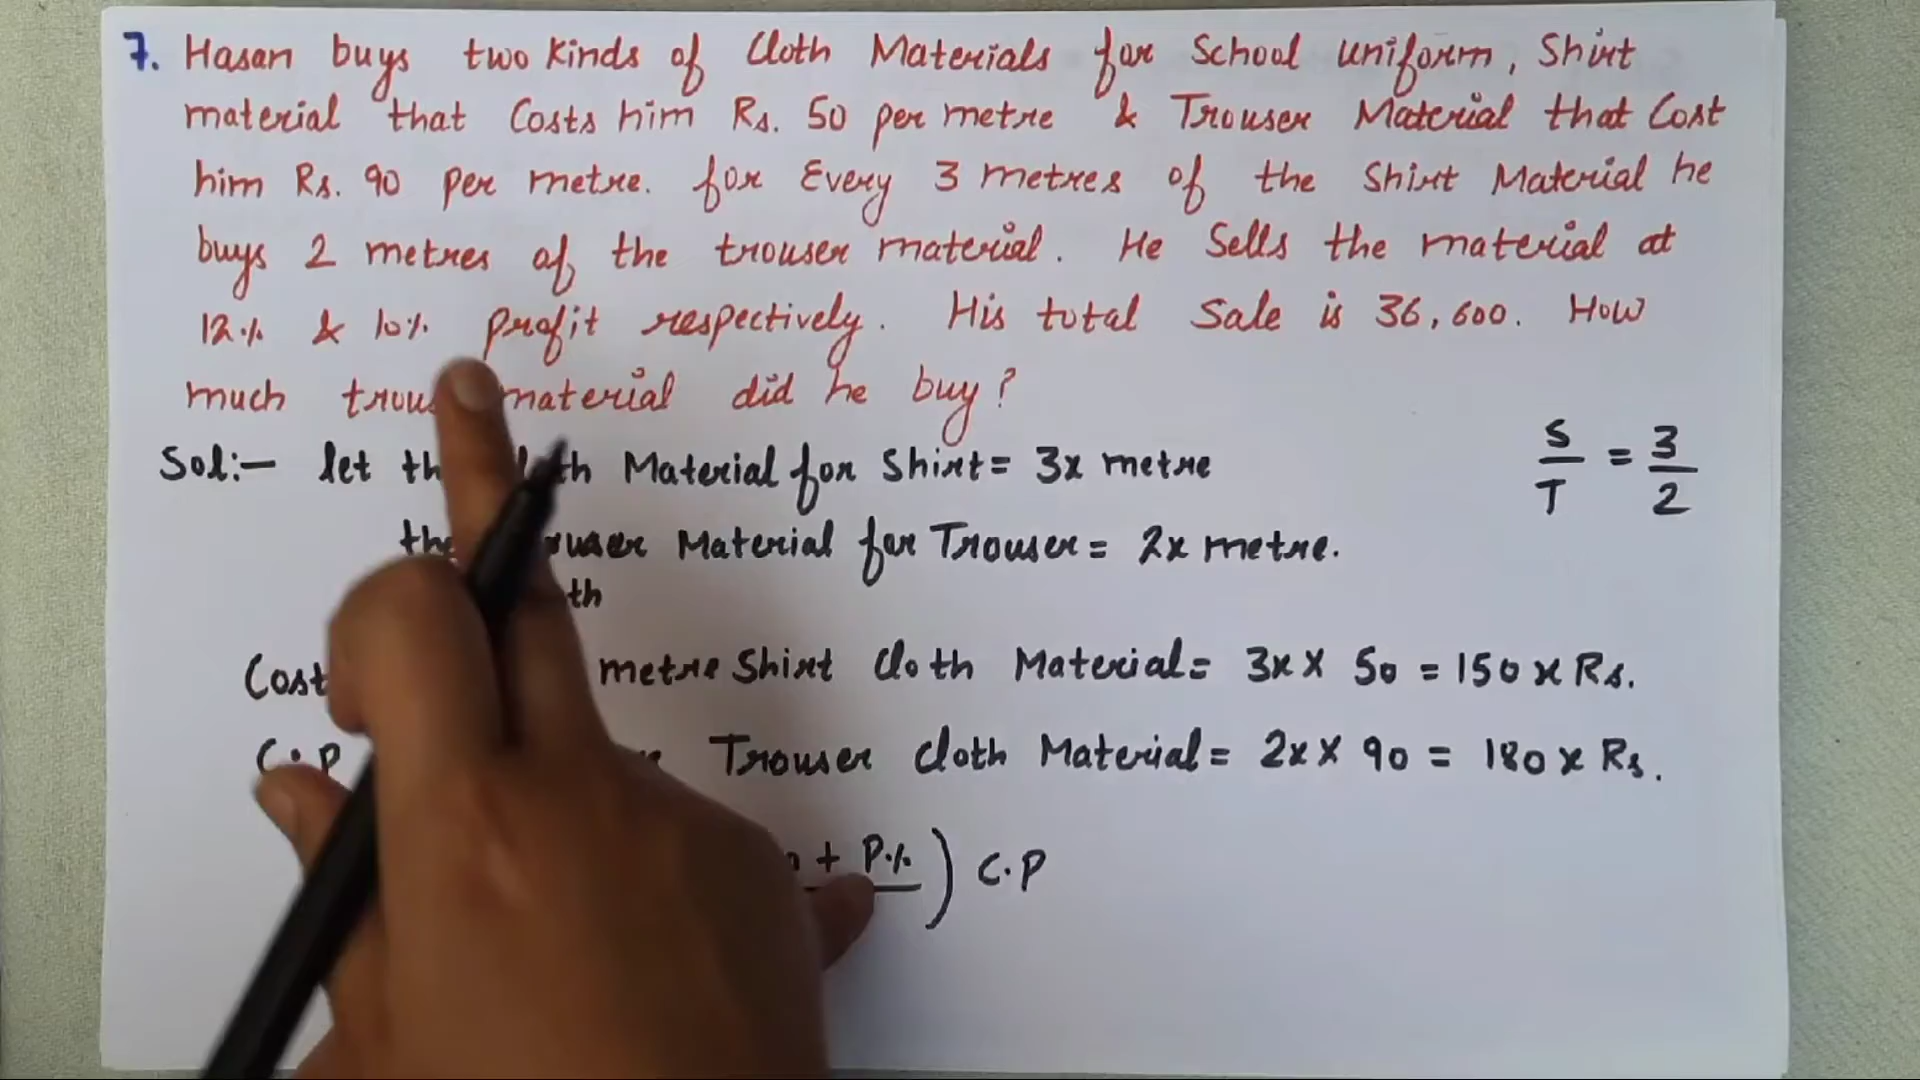 7. Hasan buys two kinds of Cloth Materials for School uniform, Shirt
material that Costs him Rs. 50 per metre & Trouser Material that Cost
him Rs. 90 per metre. for Every 3 metres of the Shirt Material he
buys 2 metres of the trouser material. He Sells the material at
12% & 10% profit respectively. His total Sale is 36,600. How
much material did he buy?
Sol:- let Material for Shirt = 3x metre
S/T = 3/2
Material for Trouser = 2x metre.
Cost metre Shirt Cloth Material = 3x × 50 = 150x Rs.
C.P Trouser Cloth Material = 2x × 90 = 180x Rs.
+ P%) C.P